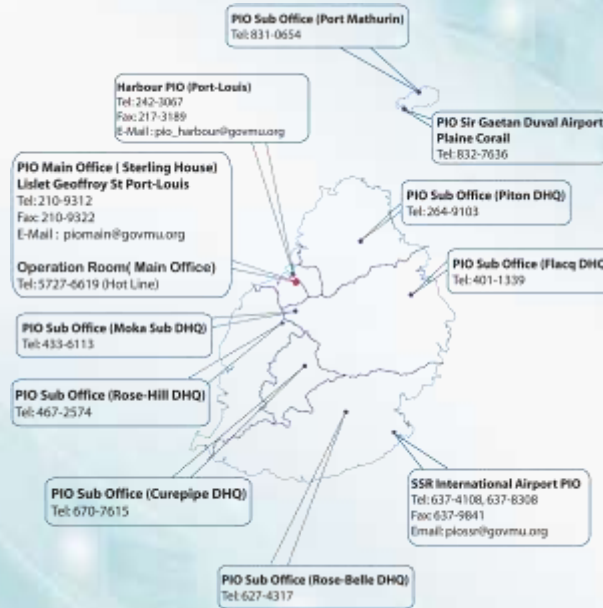 PIO Sub Office (Port Mathurin)
Tel: 831-0654
Harbour PIO (Port-Louis)
Tel: 242-3067
Fax: 217-3189
E-Mail : pio_harbour@govmu.org
PIO Sir Gaetan Duval Airport
Plaine Corail
Tel: 832-7636
PIO Main Office ( Sterling House)
Lislet Geoffroy St Port-Louis
Tel: 210-9312
Fax: 210-9322
E-Mail : piomain@govmu.org
Operation Room( Main Office)
Tel: 5727-6619 (Hot Line)
PIO Sub Office (Piton DHQ)
Tel: 264-9103
PIO Sub Office (Flacq DHQ
Tel: 401-1339
PIO Sub Office (Moka Sub DHQ)
Tel: 433-6113
PIO Sub Office (Rose-Hill DHQ)
Tel: 467-2574
PIO Sub Office (Curepipe DHQ)
Tel: 670-7615
SSR International Airport PIO
Tel: 637-4108, 637-8308
Fax: 637-9841
Email: piossr@govmu.org
PIO Sub Office (Rose-Belle DHQ)
Tel: 627-4317